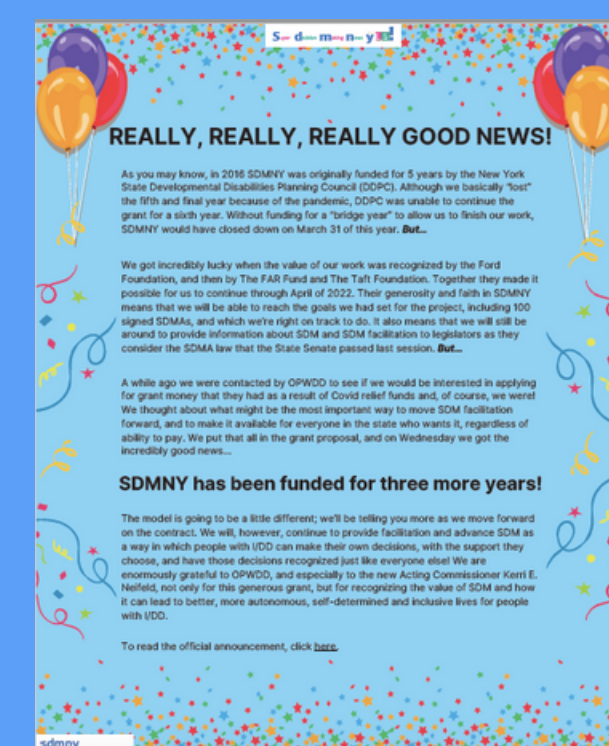 Super decision making New york
REALLY, REALLY, REALLY GOOD NEWS!
As you may know, in 2016 SDMNY was originally funded for 5 years by the New York
State Developmental Disabilities Planning Council (DDPC). Although we basically "lost"
the fifth and final year because of the pandemic, DDPC was unable to continue the
grant for a sixth year. Without funding for a "bridge year" to allow us to finish our work,
SDMNY would have closed down on March 31 of this year. But...
We got incredibly lucky when the value of our work was recognized by the Ford
Foundation, and then by The FAR Fund and The Taft Foundation. Together they made it
possible for us to continue through April of 2022. Their generosity and faith in SDMNY
means that we will be able to reach the goals we had set for the project, including 100
signed SDMAs, and which we're right on track to do. It also means that we will still be
around to provide information about SDM and SDM facilitation to legislators as they
consider the SDMA law that the State Senate passed last session. But...
A while ago we were contacted by OPWDD to see if we would be interested in applying
for grant money that they had as a result of Covid relief funds and, of course, we were!
We thought about what might be the most important way to move SDM facilitation
forward, and to make it available for everyone in the state who wants it, regardless of
ability to pay. We put that all in the grant proposal, and on Wednesday we got the
incredibly good news...
SDMNY has been funded for three more years!
The model is going to be a little different; we'll be telling you more as we move forward
on the contract. We will, however, continue to provide facilitation and advance SDM as
a way in which people with I/DD can make their own decisions, with the support they
choose, and have those decisions recognized just like everyone else! We are
enormously grateful to OPWDD, and especially to the new Acting Commissioner Kerri E.
Neifeld, not only for this generous grant, but for recognizing the value of SDM and how
it can lead to better, more autonomous, self-determined and inclusive lives for people
with I/DD.
To read the official announcement, click here.
sdmny